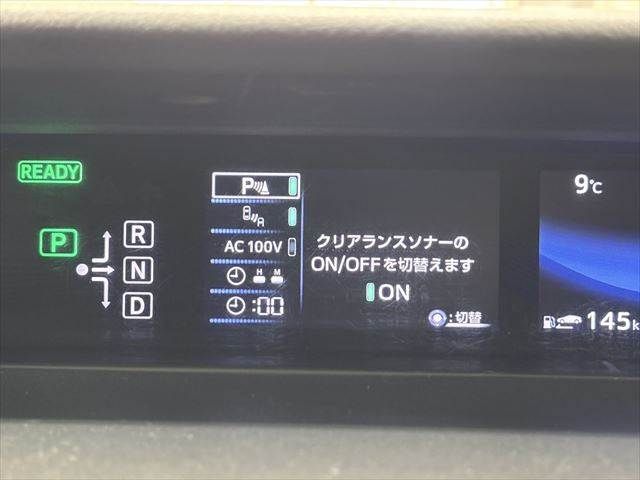 READY
P
R
N
D
P
R
AC 100V
H M
:00
クリアランスソナーの
ON/OFFを切替えます
ON
:切替
9℃
145k